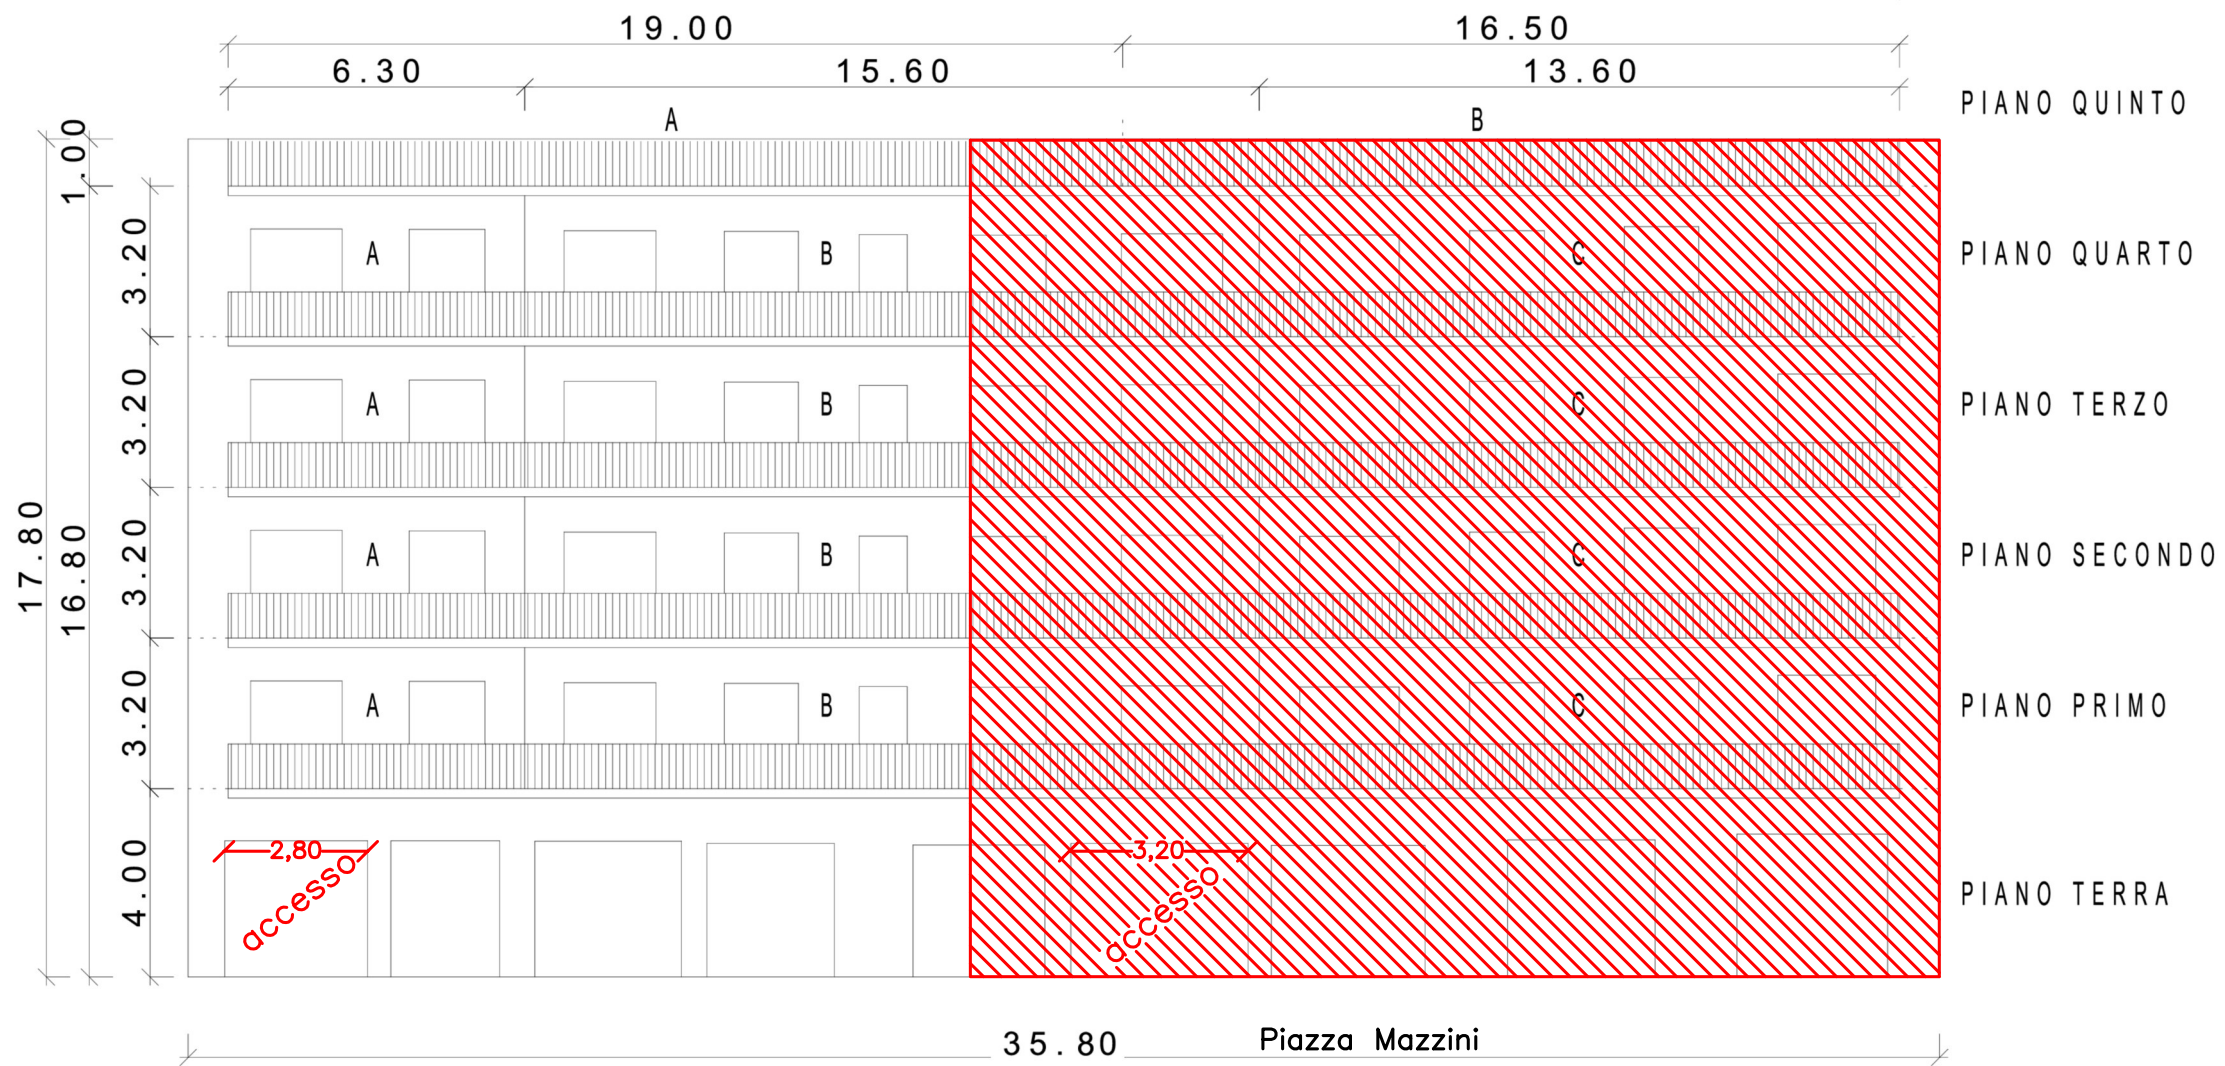 19.00 16.50
6.30 15.60 13.60
A B PIANO QUINTO
1.00
3.20 A B C PIANO QUARTO
3.20 A B C PIANO TERZO
17.80 16.80 3.20 A B C PIANO SECONDO
3.20 A B C PIANO PRIMO
2,80 3,20
4.00 accesso accesso PIANO TERRA
35.80 Piazza Mazzini